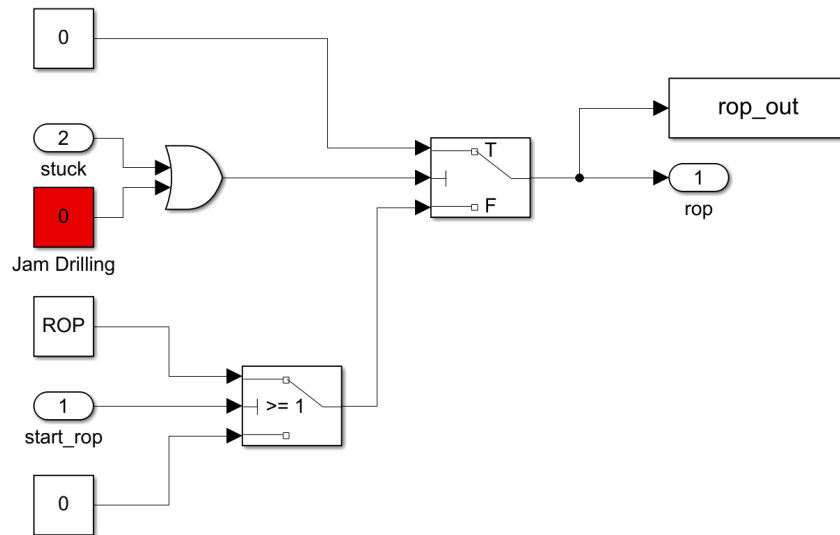 0
rop_out
2
stuck
T
1
rop
0
F
Jam Drilling
ROP
1
>= 1
start_rop
0